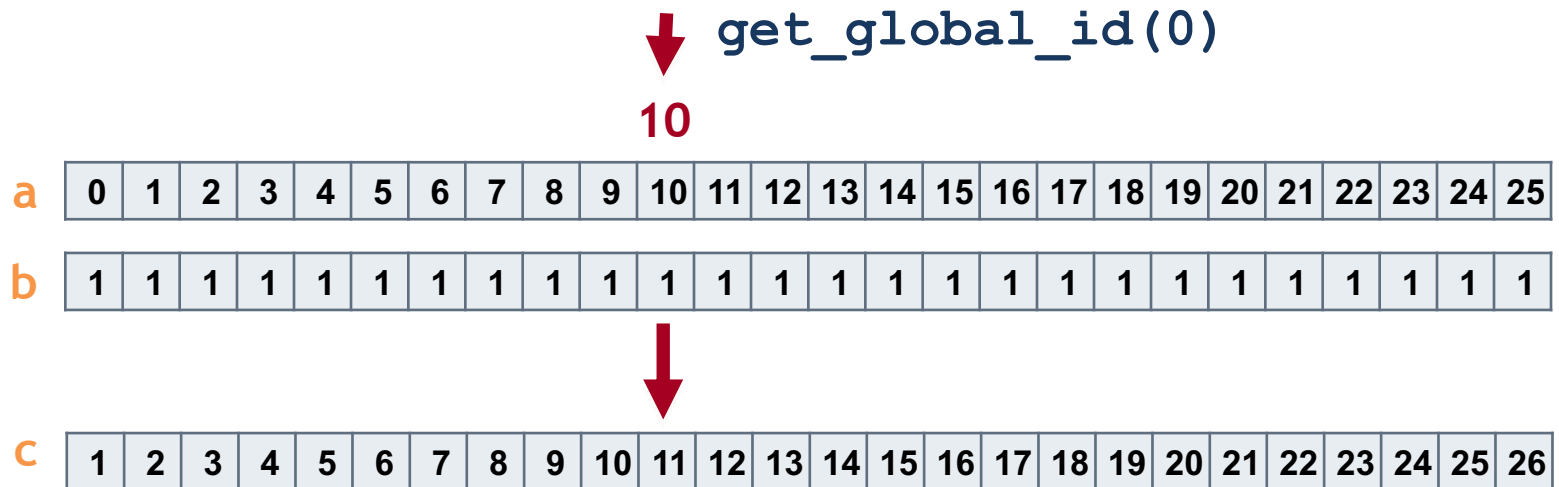 get_global_id(0)
10
a 0 1 2 3 4 5 6 7 8 9 10 11 12 13 14 15 16 17 18 19 20 21 22 23 24 25
b 1 1 1 1 1 1 1 1 1 1 1 1 1 1 1 1 1 1 1 1 1 1 1 1 1 1
c 1 2 3 4 5 6 7 8 9 10 11 12 13 14 15 16 17 18 19 20 21 22 23 24 25 26